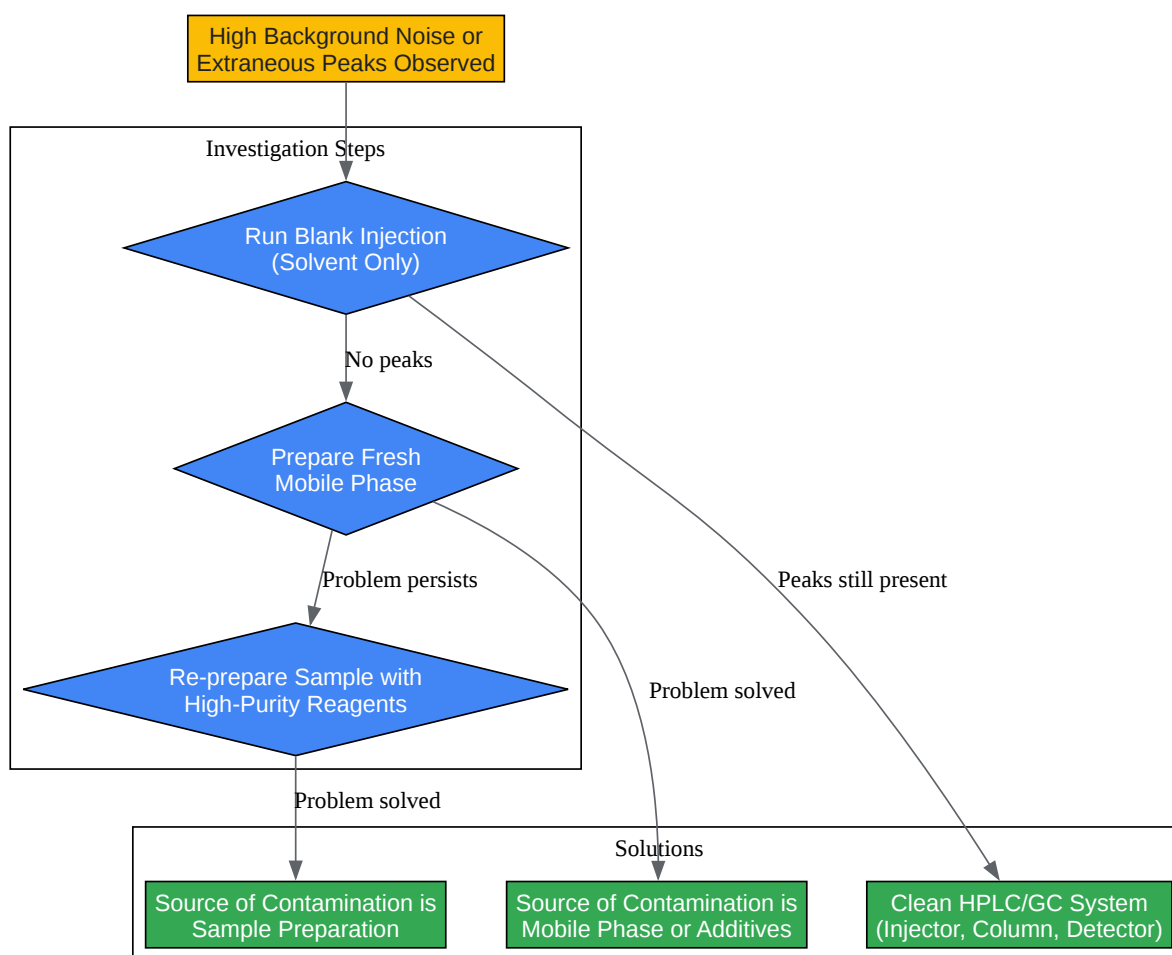 High Background Noise or
Extraneous Peaks Observed
Investigation Steps
Run Blank Injection
(Solvent Only)
No peaks
Prepare Fresh
Mobile Phase
Problem persists
Peaks still present
Re-prepare Sample with
High-Purity Reagents
Problem solved
Problem solved
Solutions
Source of Contamination is
Sample Preparation
Source of Contamination is
Mobile Phase or Additives
Clean HPLC/GC System
(Injector, Column, Detector)